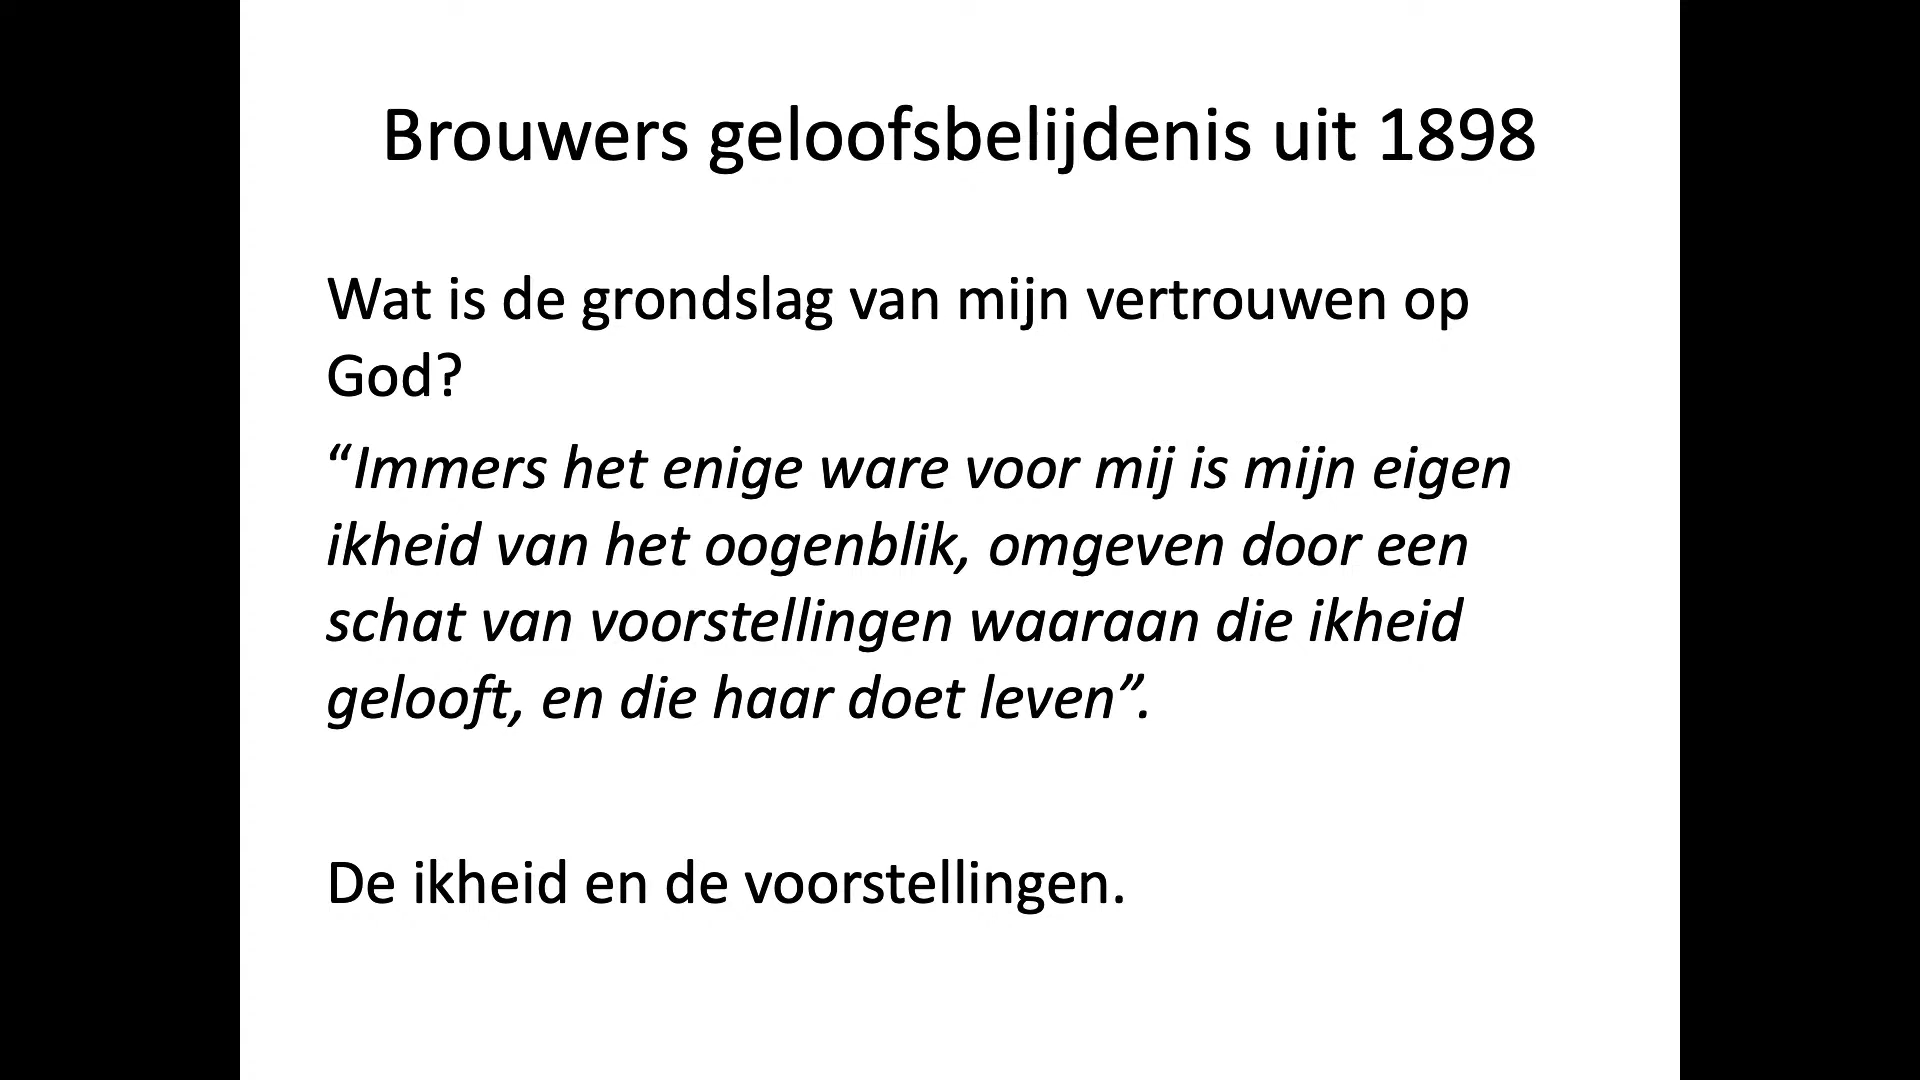 Brouwers geloofsbelijdenis uit 1898
Wat is de grondslag van mijn vertrouwen op
God?
“Immers het enige ware voor mij is mijn eigen
ikheid van het oogenblik, omgeven door een
schat van voorstellingen waaraan die ikheid
gelooft, en die haar doet leven”.
De ikheid en de voorstellingen.